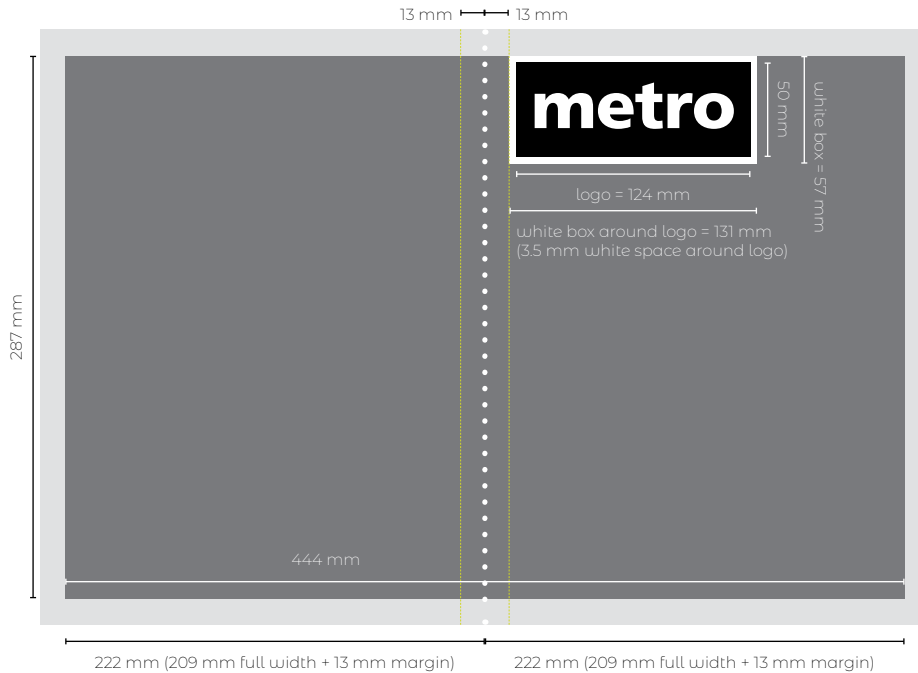 13 mm 13 mm
metro
50 mm
white box = 57 mm
logo = 124 mm
white box around logo = 131 mm
(3.5 mm white space around logo)
287 mm
444 mm
222 mm (209 mm full width + 13 mm margin) 222 mm (209 mm full width + 13 mm margin)